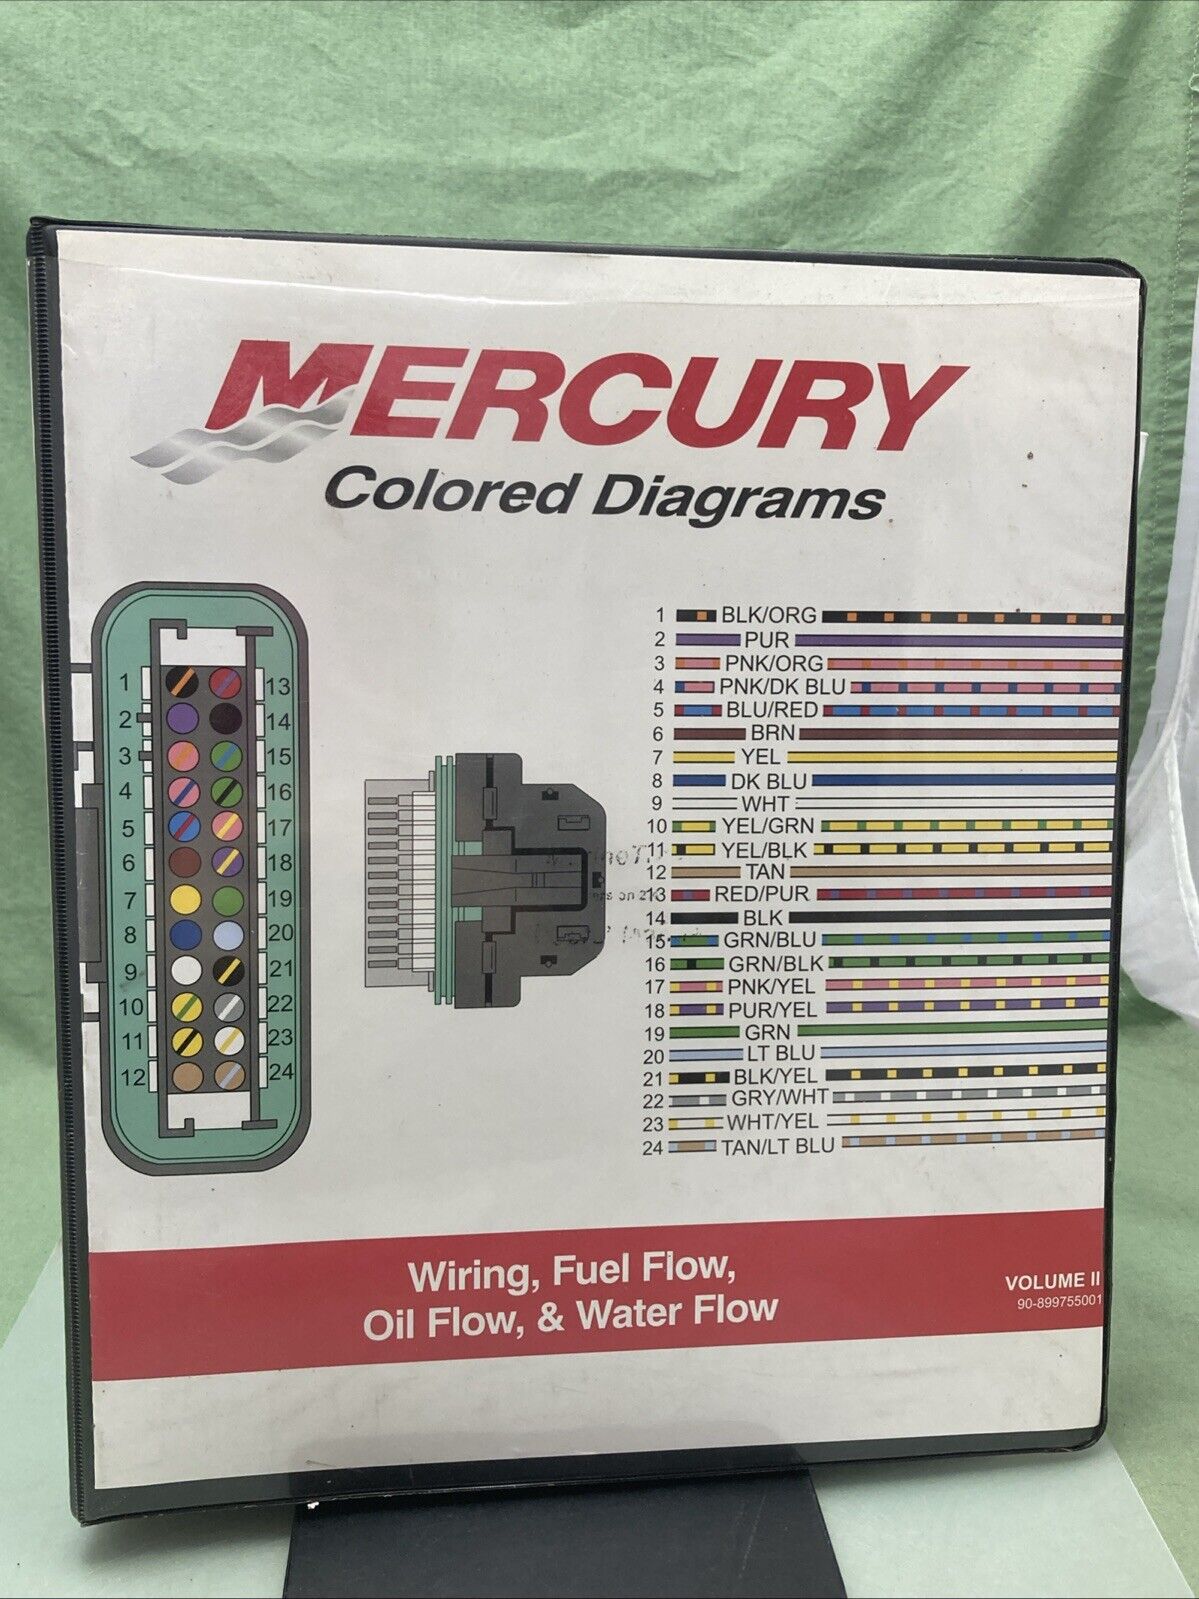 MERCURY
Colored Diagrams
1 13
2 14
3 15
4 16
5 17
6 18
7 19
8 20
9 21
10 22
11 23
12 24
1 BLK/ORG
2 PUR
3 PNK/ORG
4 PNK/DK BLU
5 BLU/RED
6 BRN
7 YEL
8 DK BLU
9 WHT
10 YEL/GRN
11 YEL/BLK
12 TAN
13 RED/PUR
14 BLK
15 GRN/BLU
16 GRN/BLK
17 PNK/YEL
18 PUR/YEL
19 GRN
20 LT BLU
21 BLK/YEL
22 GRY/WHT
23 WHT/YEL
24 TAN/LT BLU
Wiring, Fuel Flow,
Oil Flow, & Water Flow
VOLUME II
90-899755001